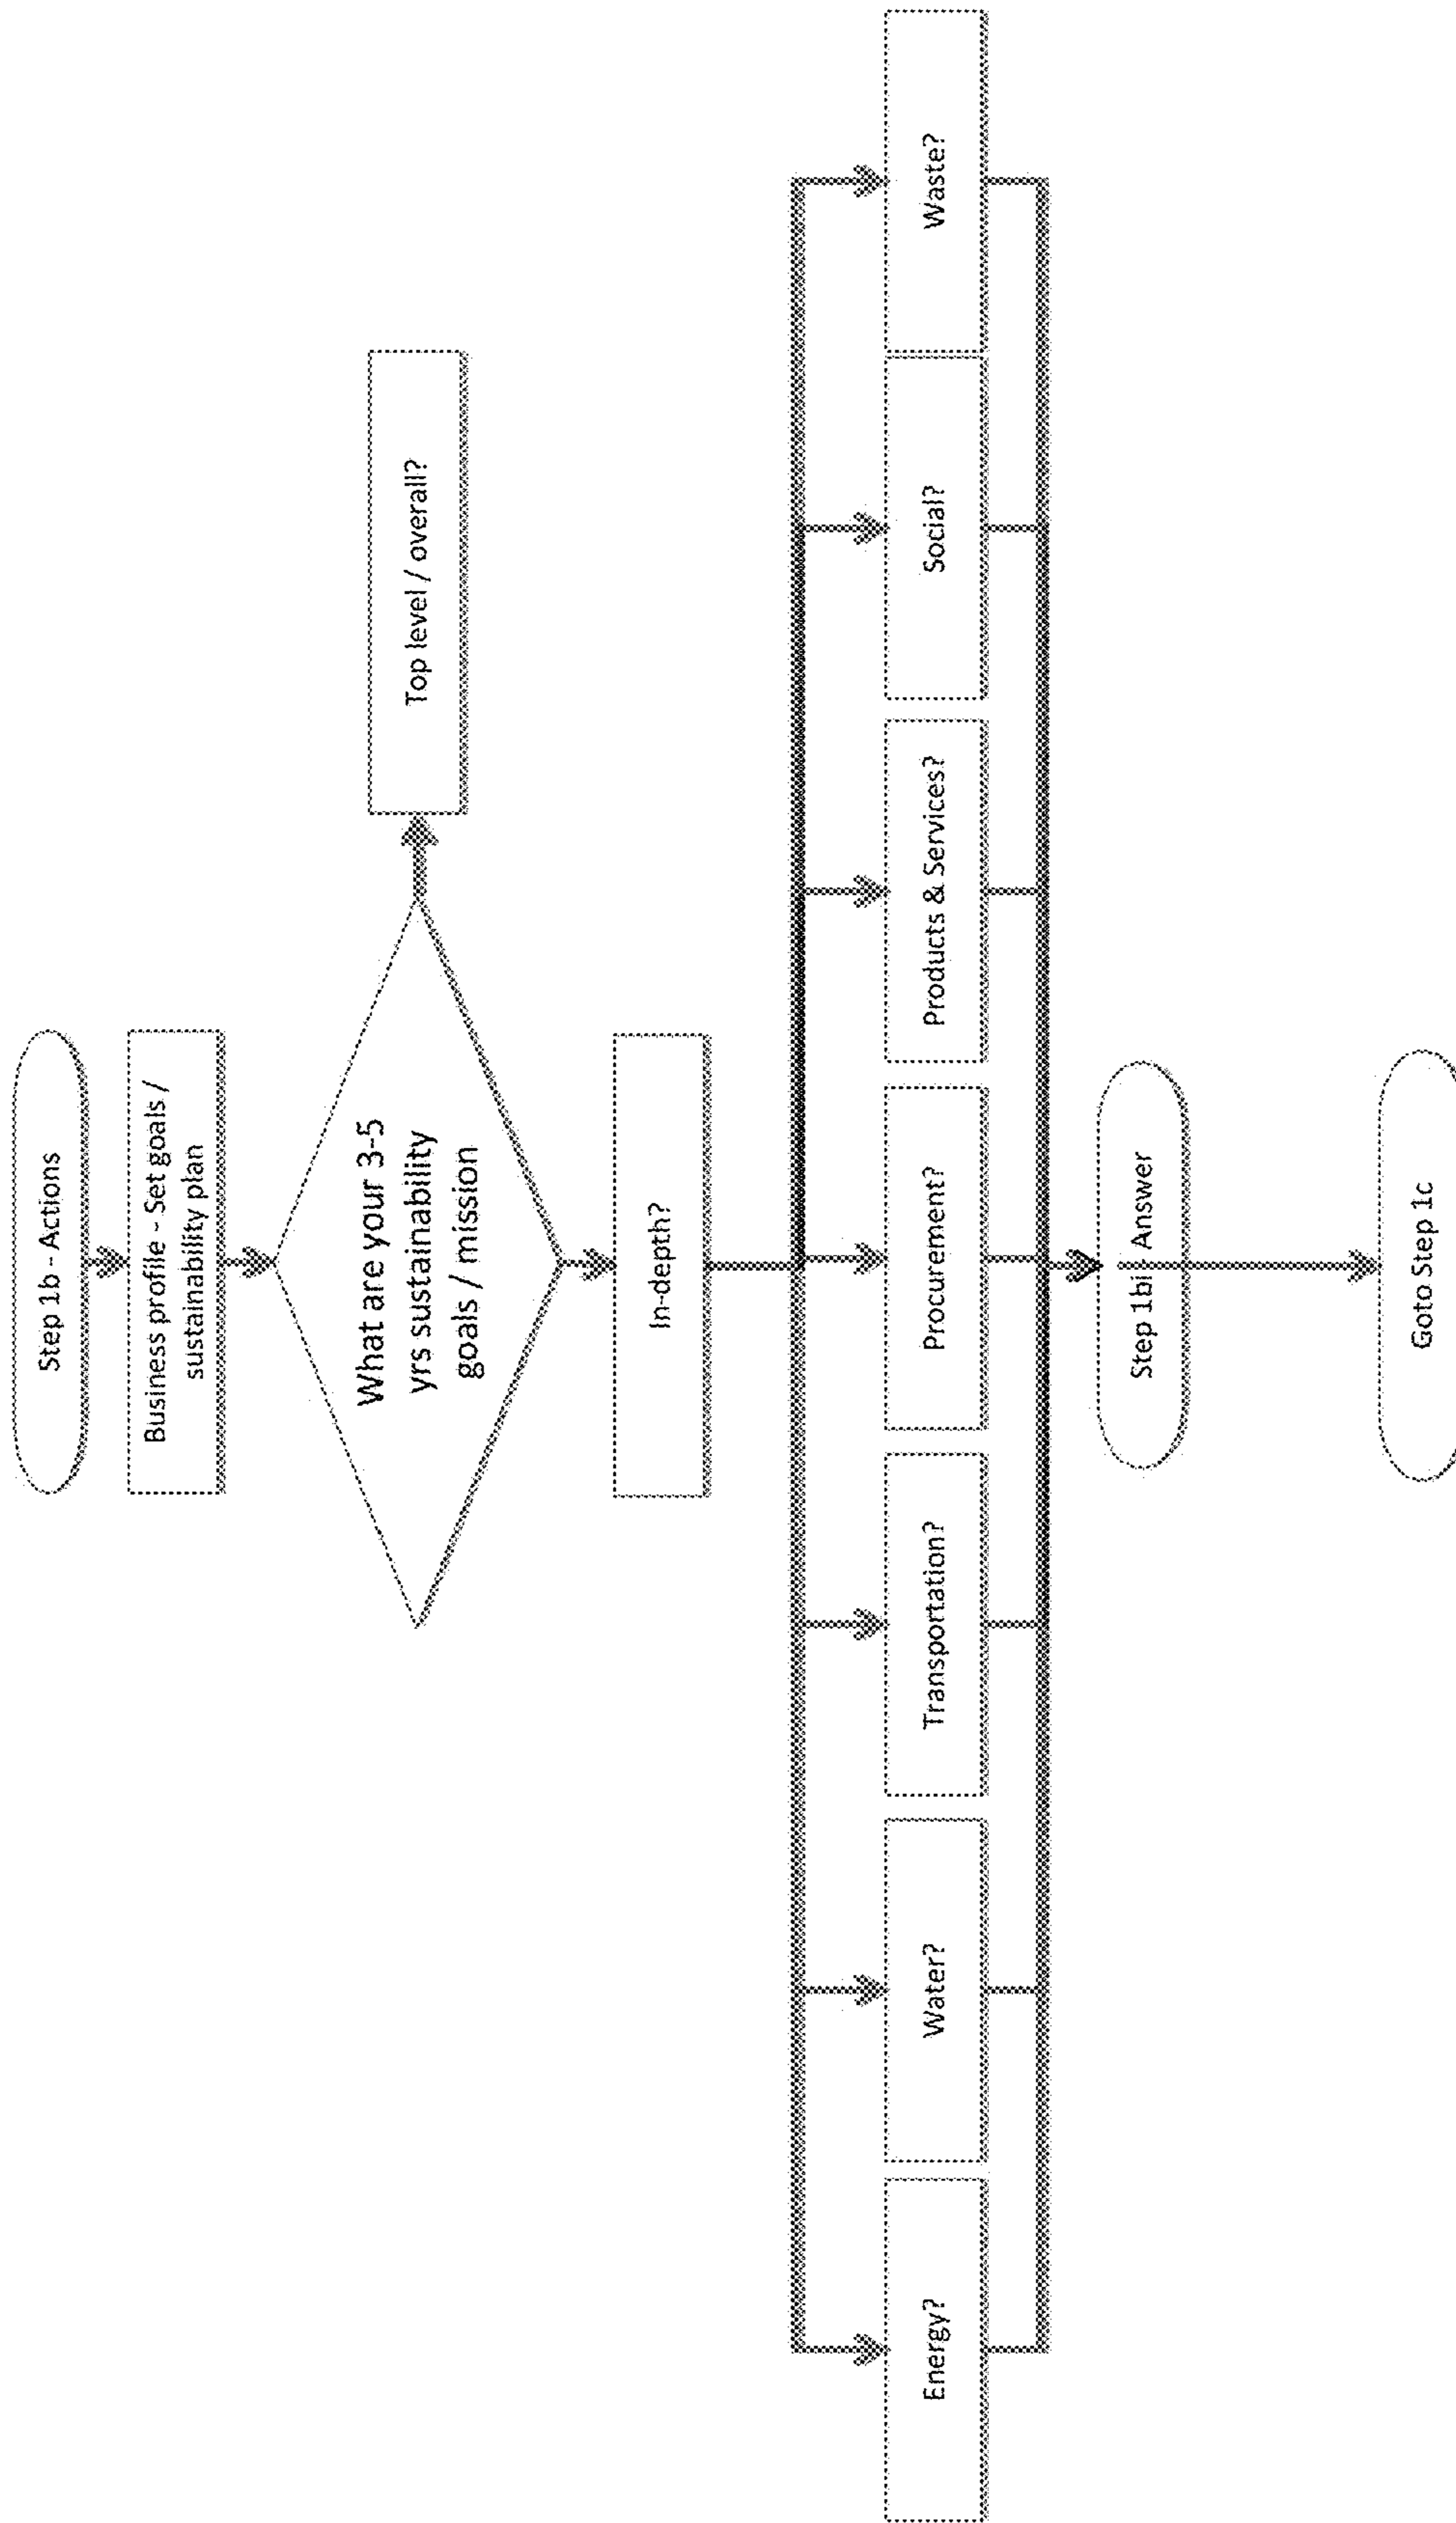 Step 1b - Actions
Business profile - Set goals /
sustainability plan
What are your 3-5
yrs sustainability
goals / mission
Top level / overall?
In-depth?
Energy?
Water?
Transportation?
Procurement?
Products & Services?
Social?
Waste?
Step 1bi - Answer
Goto Step 1c